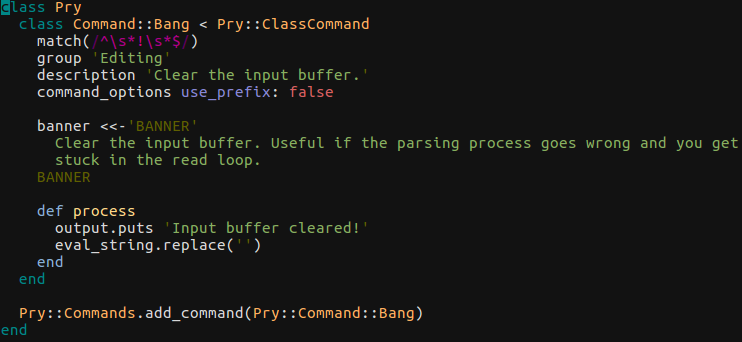 class Pry
  class Command::Bang < Pry::ClassCommand
    match(/^\s*!\s*$/)
    group 'Editing'
    description 'Clear the input buffer.'
    command_options use_prefix: false

    banner <<-'BANNER'
      Clear the input buffer. Useful if the parsing process goes wrong and you get
      stuck in the read loop.
    BANNER

    def process
      output.puts 'Input buffer cleared!'
      eval_string.replace('')
    end
  end

  Pry::Commands.add_command(Pry::Command::Bang)
end